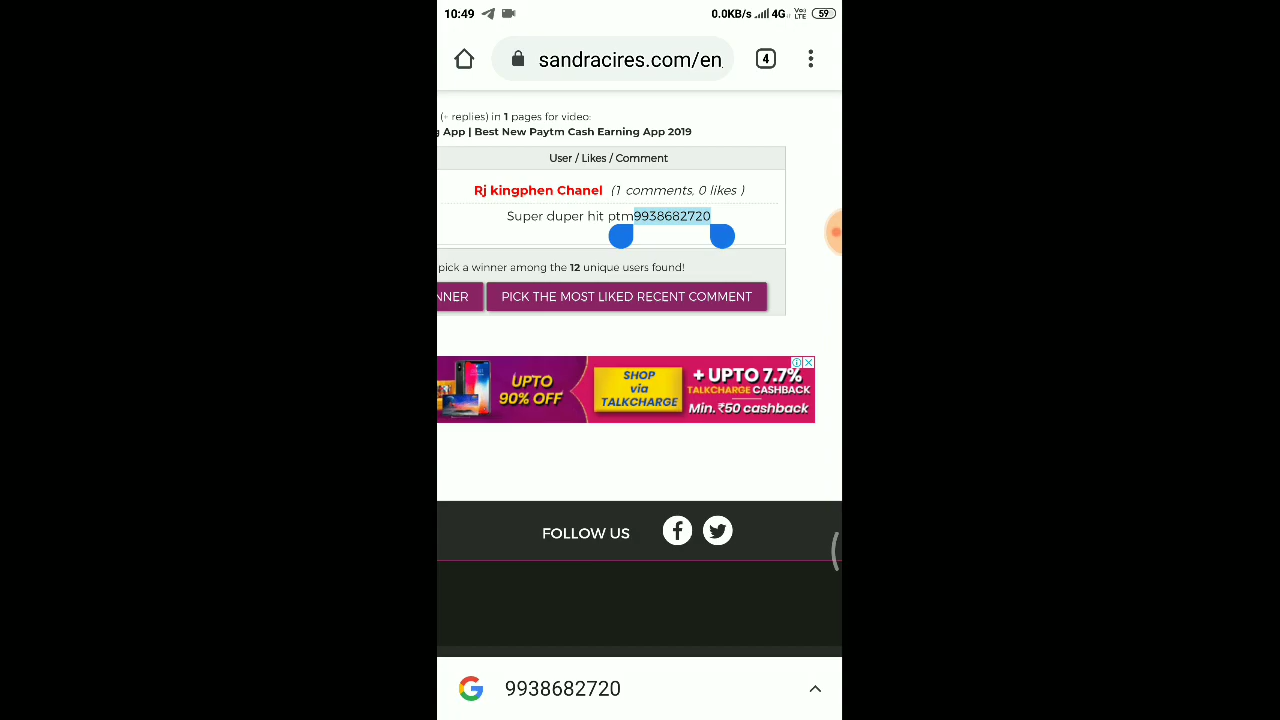 10:49 0.0KB/s 4G Vo) LTE 59
sandracires.com/en
4
(+ replies) in 1 pages for video:
g App | Best New Paytm Cash Earning App 2019
User / Likes / Comment
Rj kingphen Chanel (1 comments, 0 likes )
Super duper hit ptm9938682720
pick a winner among the 12 unique users found!
NNER PICK THE MOST LIKED RECENT COMMENT
UPTO
90% OFF
SHOP
via
TALKCHARGE
+ UPTO 7.7%
TALKCHARGE CASHBACK
Min. ₹50 cashback
FOLLOW US
9938682720